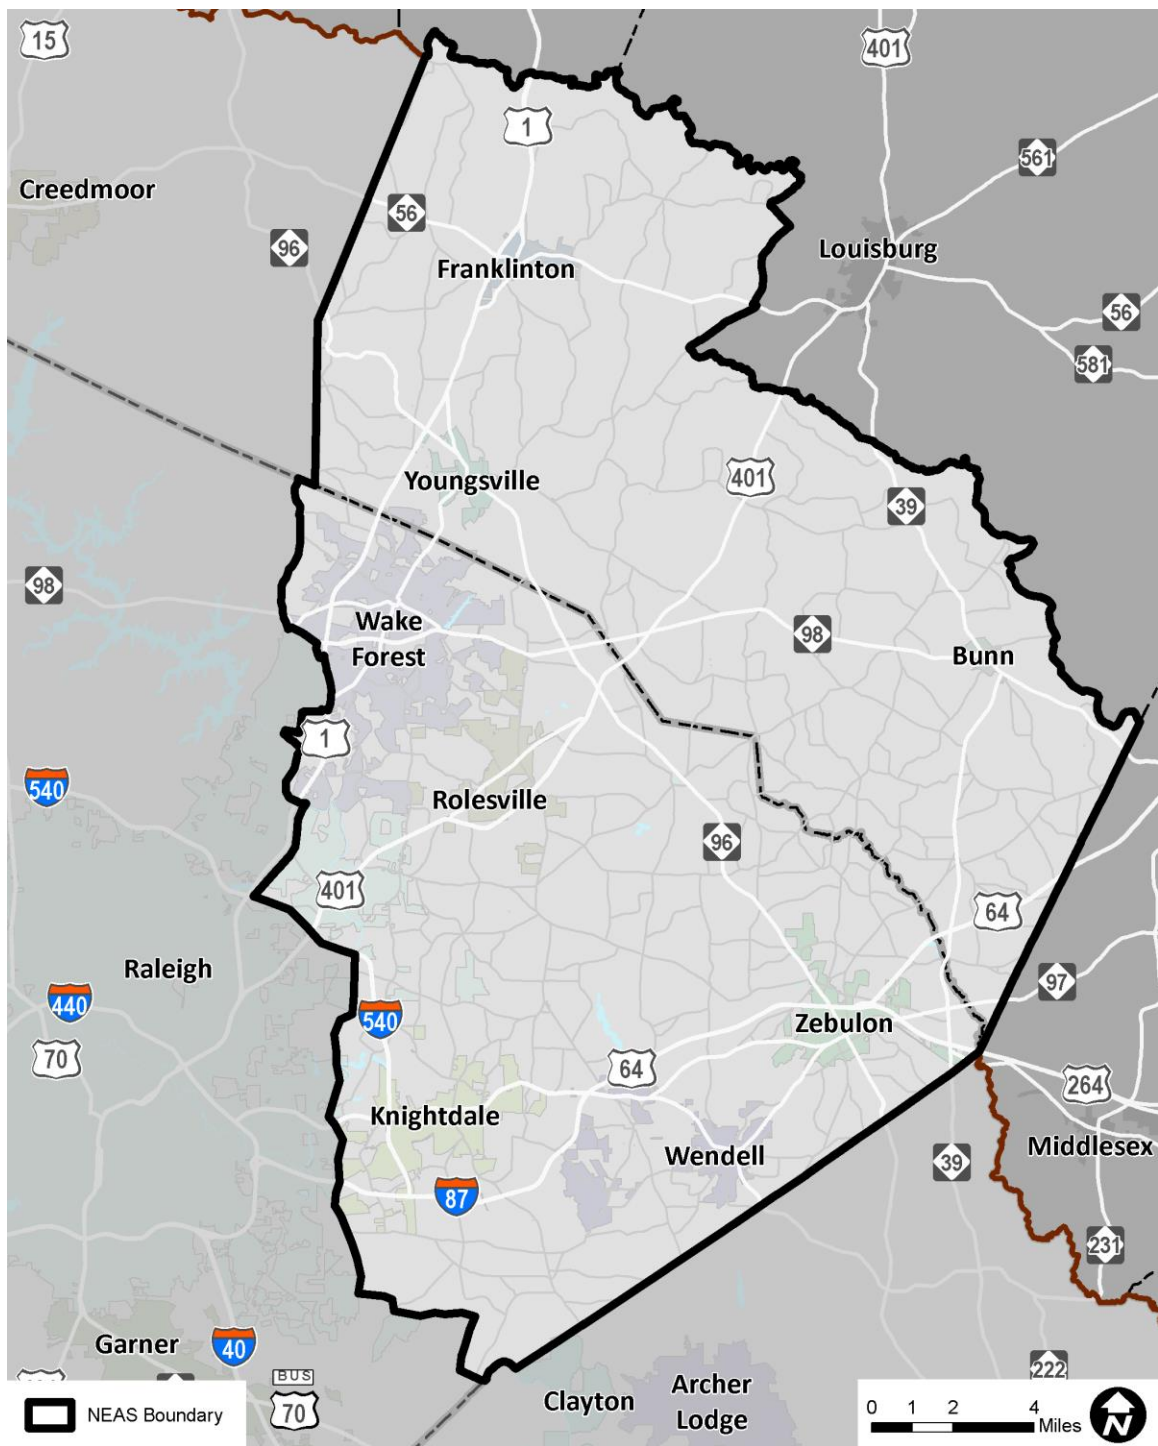 15
401
1
561
Creedmoor
56
96
Louisburg
Franklinton
56
581
401
Youngsville
39
98
Wake
Forest
98
Bunn
1
540
Rolesville
96
401
64
Raleigh
97
440
540
Zebulon
70
64
264
Knightdale
Middlesex
Wendell
39
87
231
Garner
40
222
BUS
70
Clayton
Archer
Lodge
NEAS Boundary
0 1 2 4
Miles
N